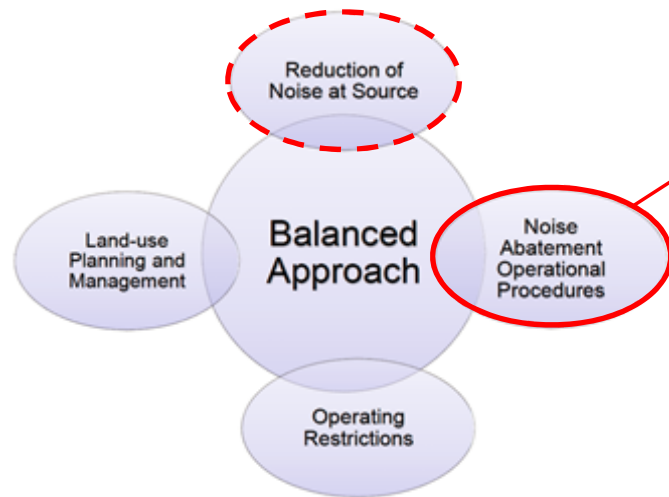 Reduction of
Noise at Source
Land-use
Planning and
Management
Balanced
Approach
Noise
Abatement
Operational
Procedures
Operating
Restrictions